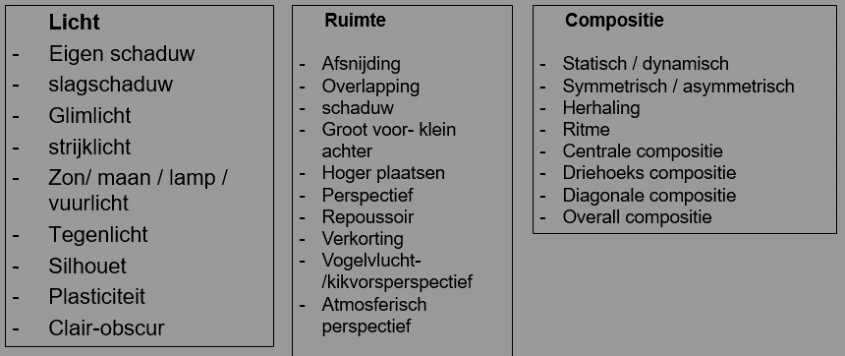 Licht
- Eigen schaduw
- slagschaduw
- Glimlicht
- strijklicht
- Zon/ maan / lamp /
vuurlicht
- Tegenlicht
- Silhouet
- Plasticiteit
- Clair-obscur
Ruimte
- Afsnijding
- Overlapping
- schaduw
- Groot voor- klein
achter
- Hoger plaatsen
- Perspectief
- Repoussoir
- Verkorting
- Vogelvlucht-
/kikvorsperspectief
- Atmosferisch
perspectief
Compositie
- Statisch / dynamisch
- Symmetrisch / asymmetrisch
- Herhaling
- Ritme
- Centrale compositie
- Driehoeks compositie
- Diagonale compositie
- Overall compositie